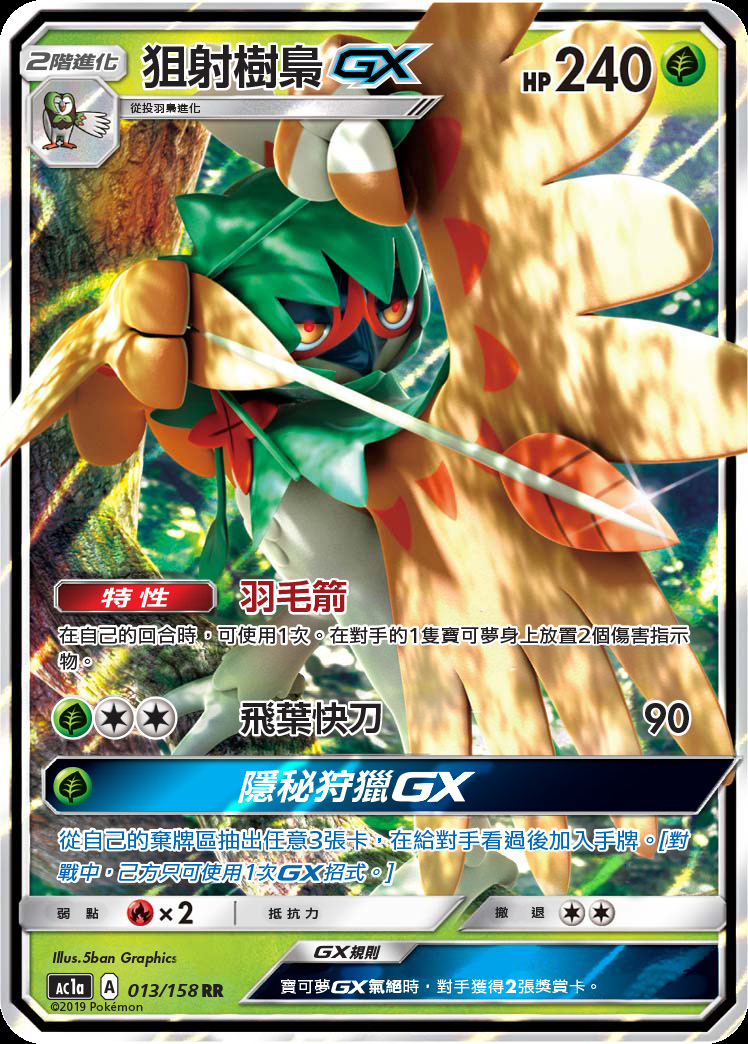 2階進化 狙射樹梟GX HP240
從投羽梟進化
特性 羽毛箭
在自己的回合時,可使用1次。在對手的1隻寶可夢身上放置2個傷害指示
物。
飛葉快刀 90
隱秘狩獵GX
從自己的棄牌區抽出任意3張卡,在給對手看過後加入手牌。[對
戰中,己方只可使用1次GX招式。]
弱點 ×2 抵抗力 撤退
Illus.5ban Graphics
GX規則
AC1a A 013/158 RR
寶可夢GX氣絕時,對手獲得2張獎賞卡。
©2019 Pokémon